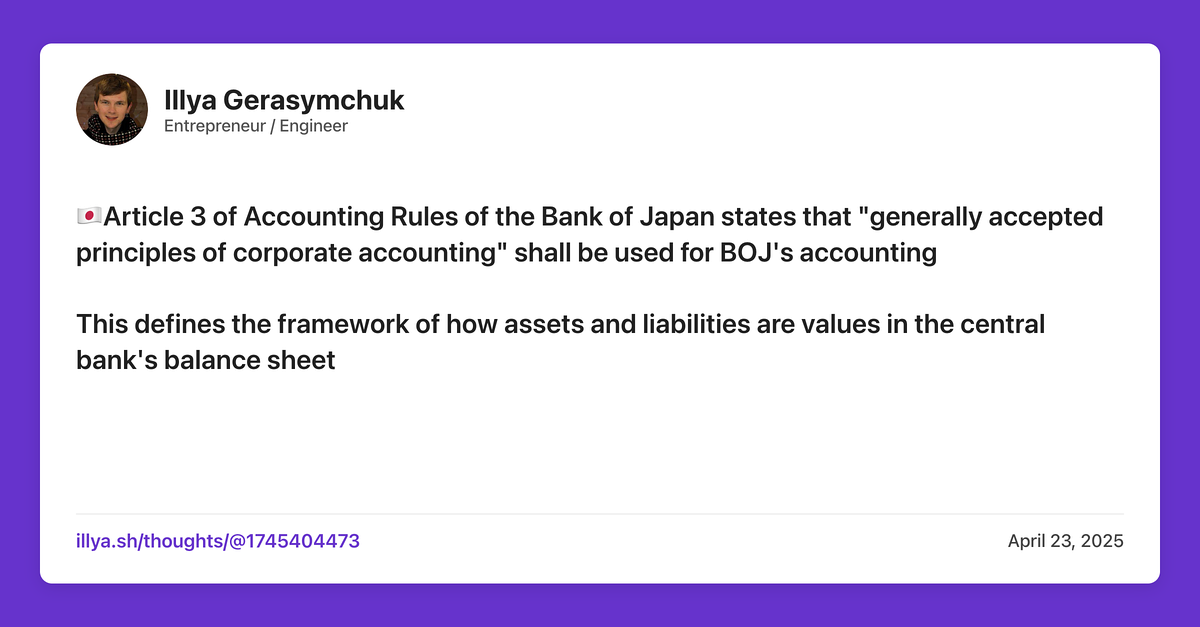 Illya Gerasymchuk
Entrepreneur / Engineer
🇯🇵Article 3 of Accounting Rules of the Bank of Japan states that "generally accepted
principles of corporate accounting" shall be used for BOJ's accounting
This defines the framework of how assets and liabilities are values in the central
bank's balance sheet
illya.sh/thoughts/@1745404473
April 23, 2025